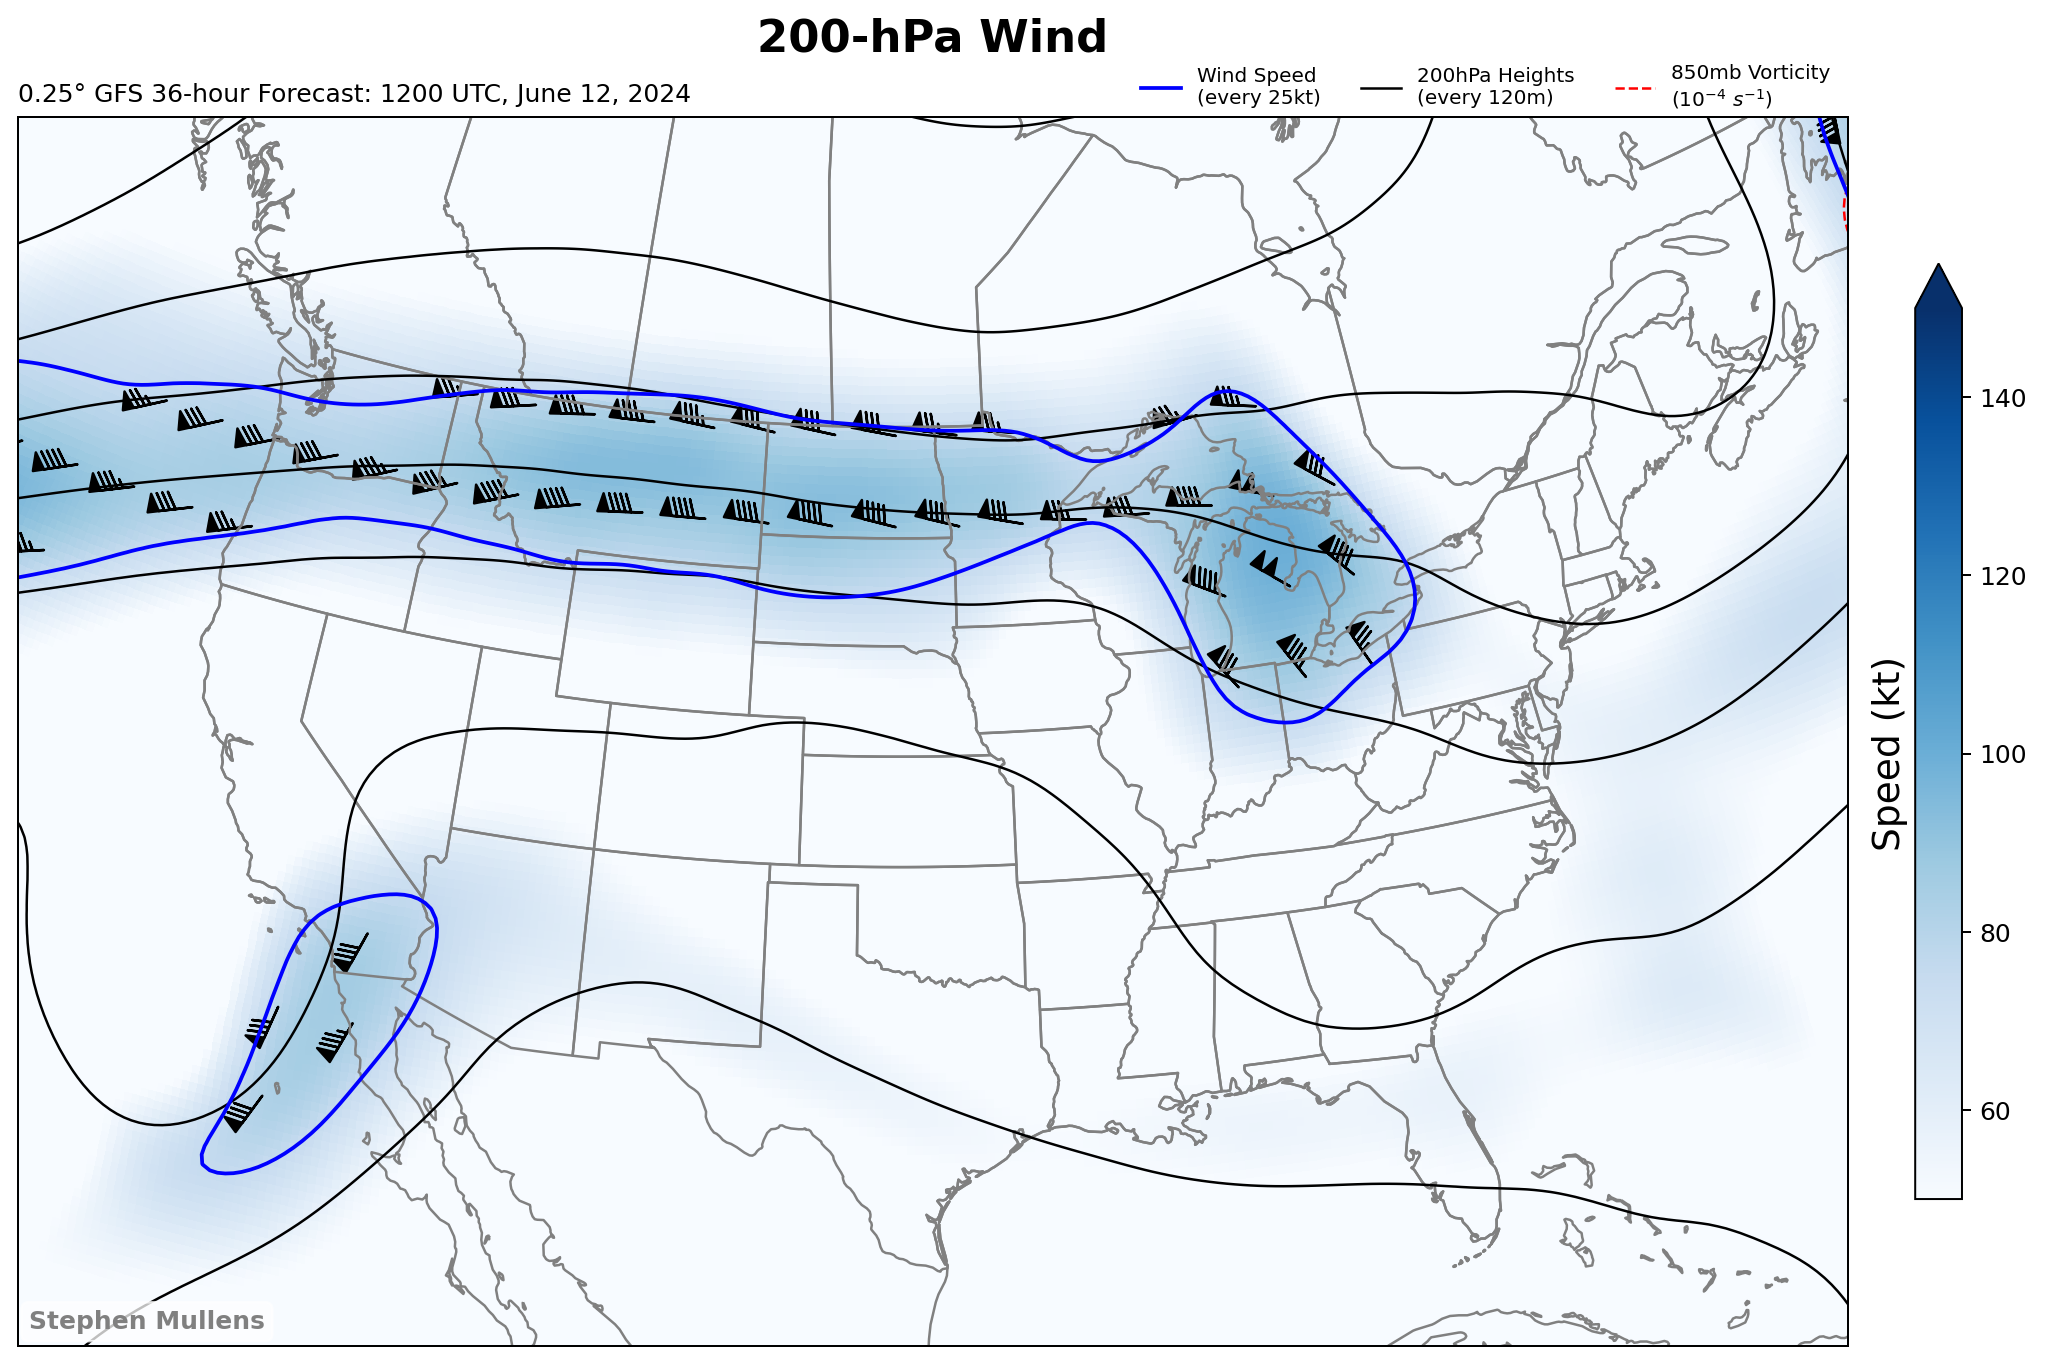 200-hPa Wind
0.25° GFS 36-hour Forecast: 1200 UTC, June 12, 2024
Wind Speed
(every 25kt)
200hPa Heights
(every 120m)
850mb Vorticity
(10⁻⁴ s⁻¹)
140
120
100
80
60
Speed (kt)
Stephen Mullens